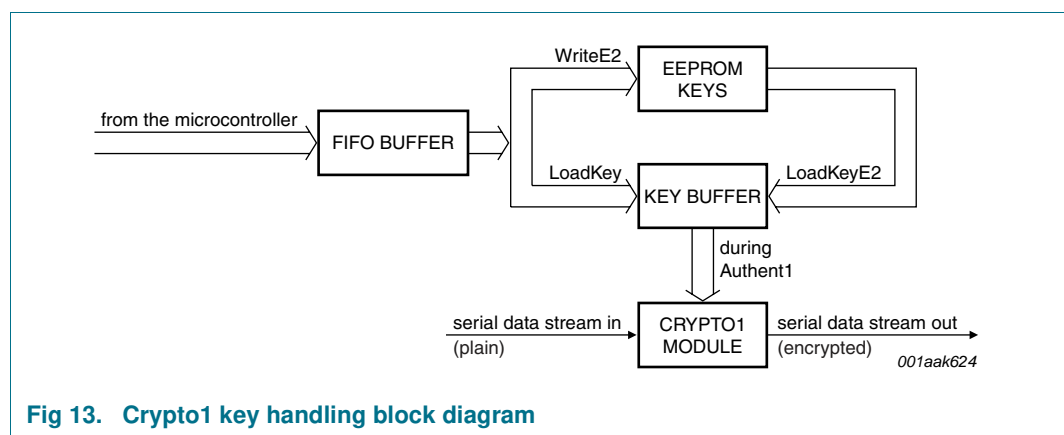 WriteE2
EEPROM
KEYS
from the microcontroller
FIFO BUFFER
LoadKey
LoadKeyE2
KEY BUFFER
during
Authent1
serial data stream in
(plain)
CRYPTO1
MODULE
serial data stream out
(encrypted)
001aak624
Fig 13. Crypto1 key handling block diagram